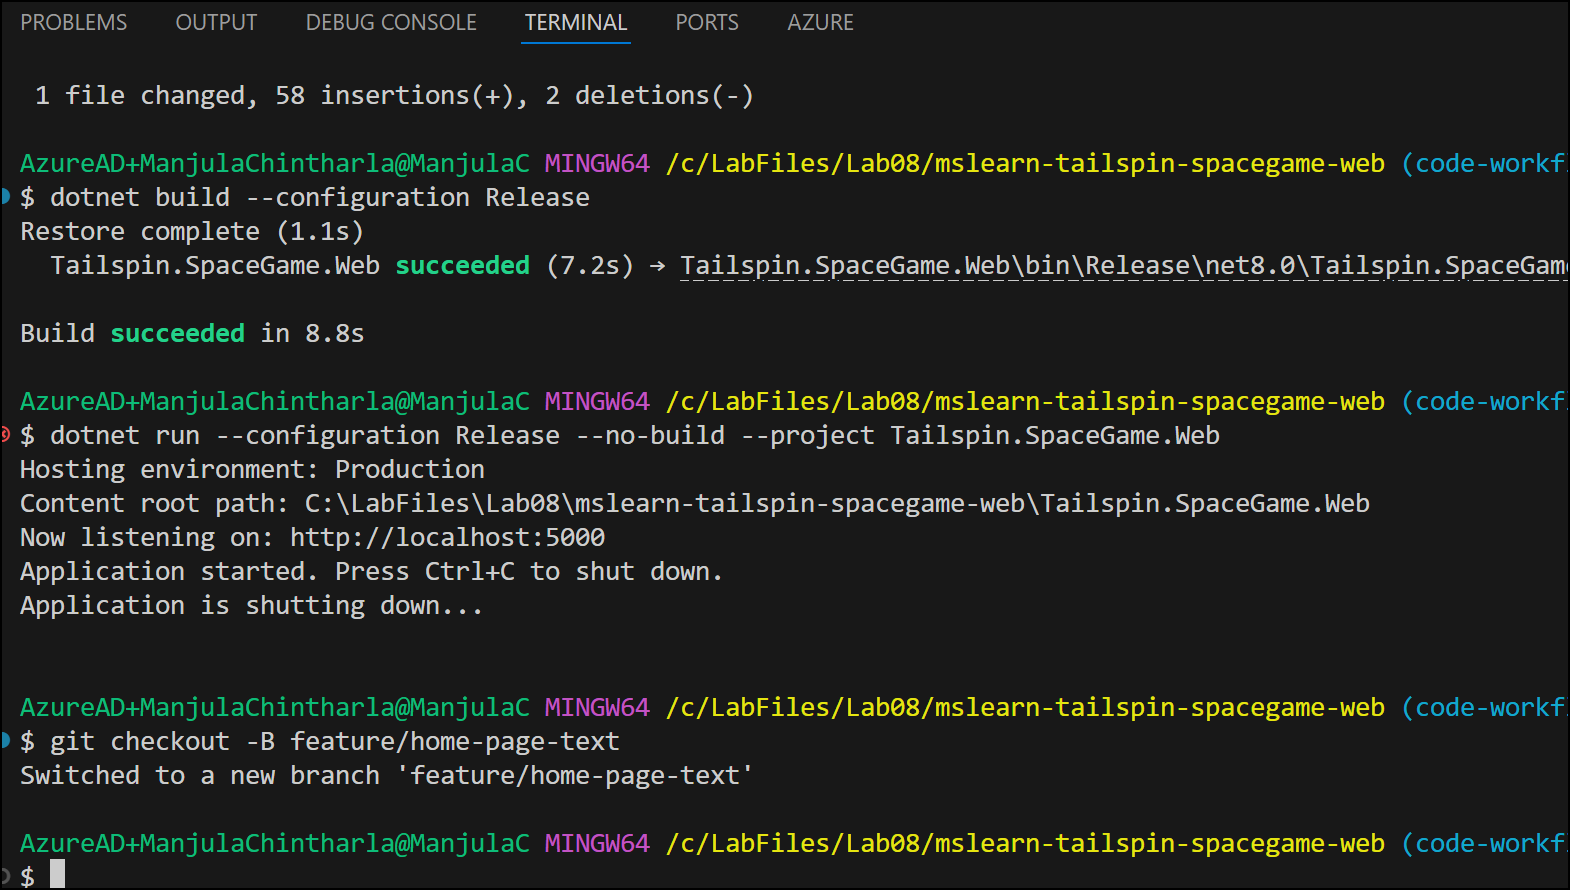 PROBLEMS OUTPUT DEBUG CONSOLE TERMINAL PORTS AZURE
1 file changed, 58 insertions(+), 2 deletions(-)
AzureAD+ManjulaChintharla@ManjulaC MINGW64 /c/LabFiles/Lab08/mslearn-tailspin-spacegame-web (code-workf
$ dotnet build --configuration Release
Restore complete (1.1s)
Tailspin.SpaceGame.Web succeeded (7.2s) → Tailspin.SpaceGame.Web\bin\Release\net8.0\Tailspin.SpaceGam
Build succeeded in 8.8s
AzureAD+ManjulaChintharla@ManjulaC MINGW64 /c/LabFiles/Lab08/mslearn-tailspin-spacegame-web (code-workf
$ dotnet run --configuration Release --no-build --project Tailspin.SpaceGame.Web
Hosting environment: Production
Content root path: C:\LabFiles\Lab08\mslearn-tailspin-spacegame-web\Tailspin.SpaceGame.Web
Now listening on: http://localhost:5000
Application started. Press Ctrl+C to shut down.
Application is shutting down...
AzureAD+ManjulaChintharla@ManjulaC MINGW64 /c/LabFiles/Lab08/mslearn-tailspin-spacegame-web (code-workf
$ git checkout -B feature/home-page-text
Switched to a new branch 'feature/home-page-text'
AzureAD+ManjulaChintharla@ManjulaC MINGW64 /c/LabFiles/Lab08/mslearn-tailspin-spacegame-web (code-workf
$